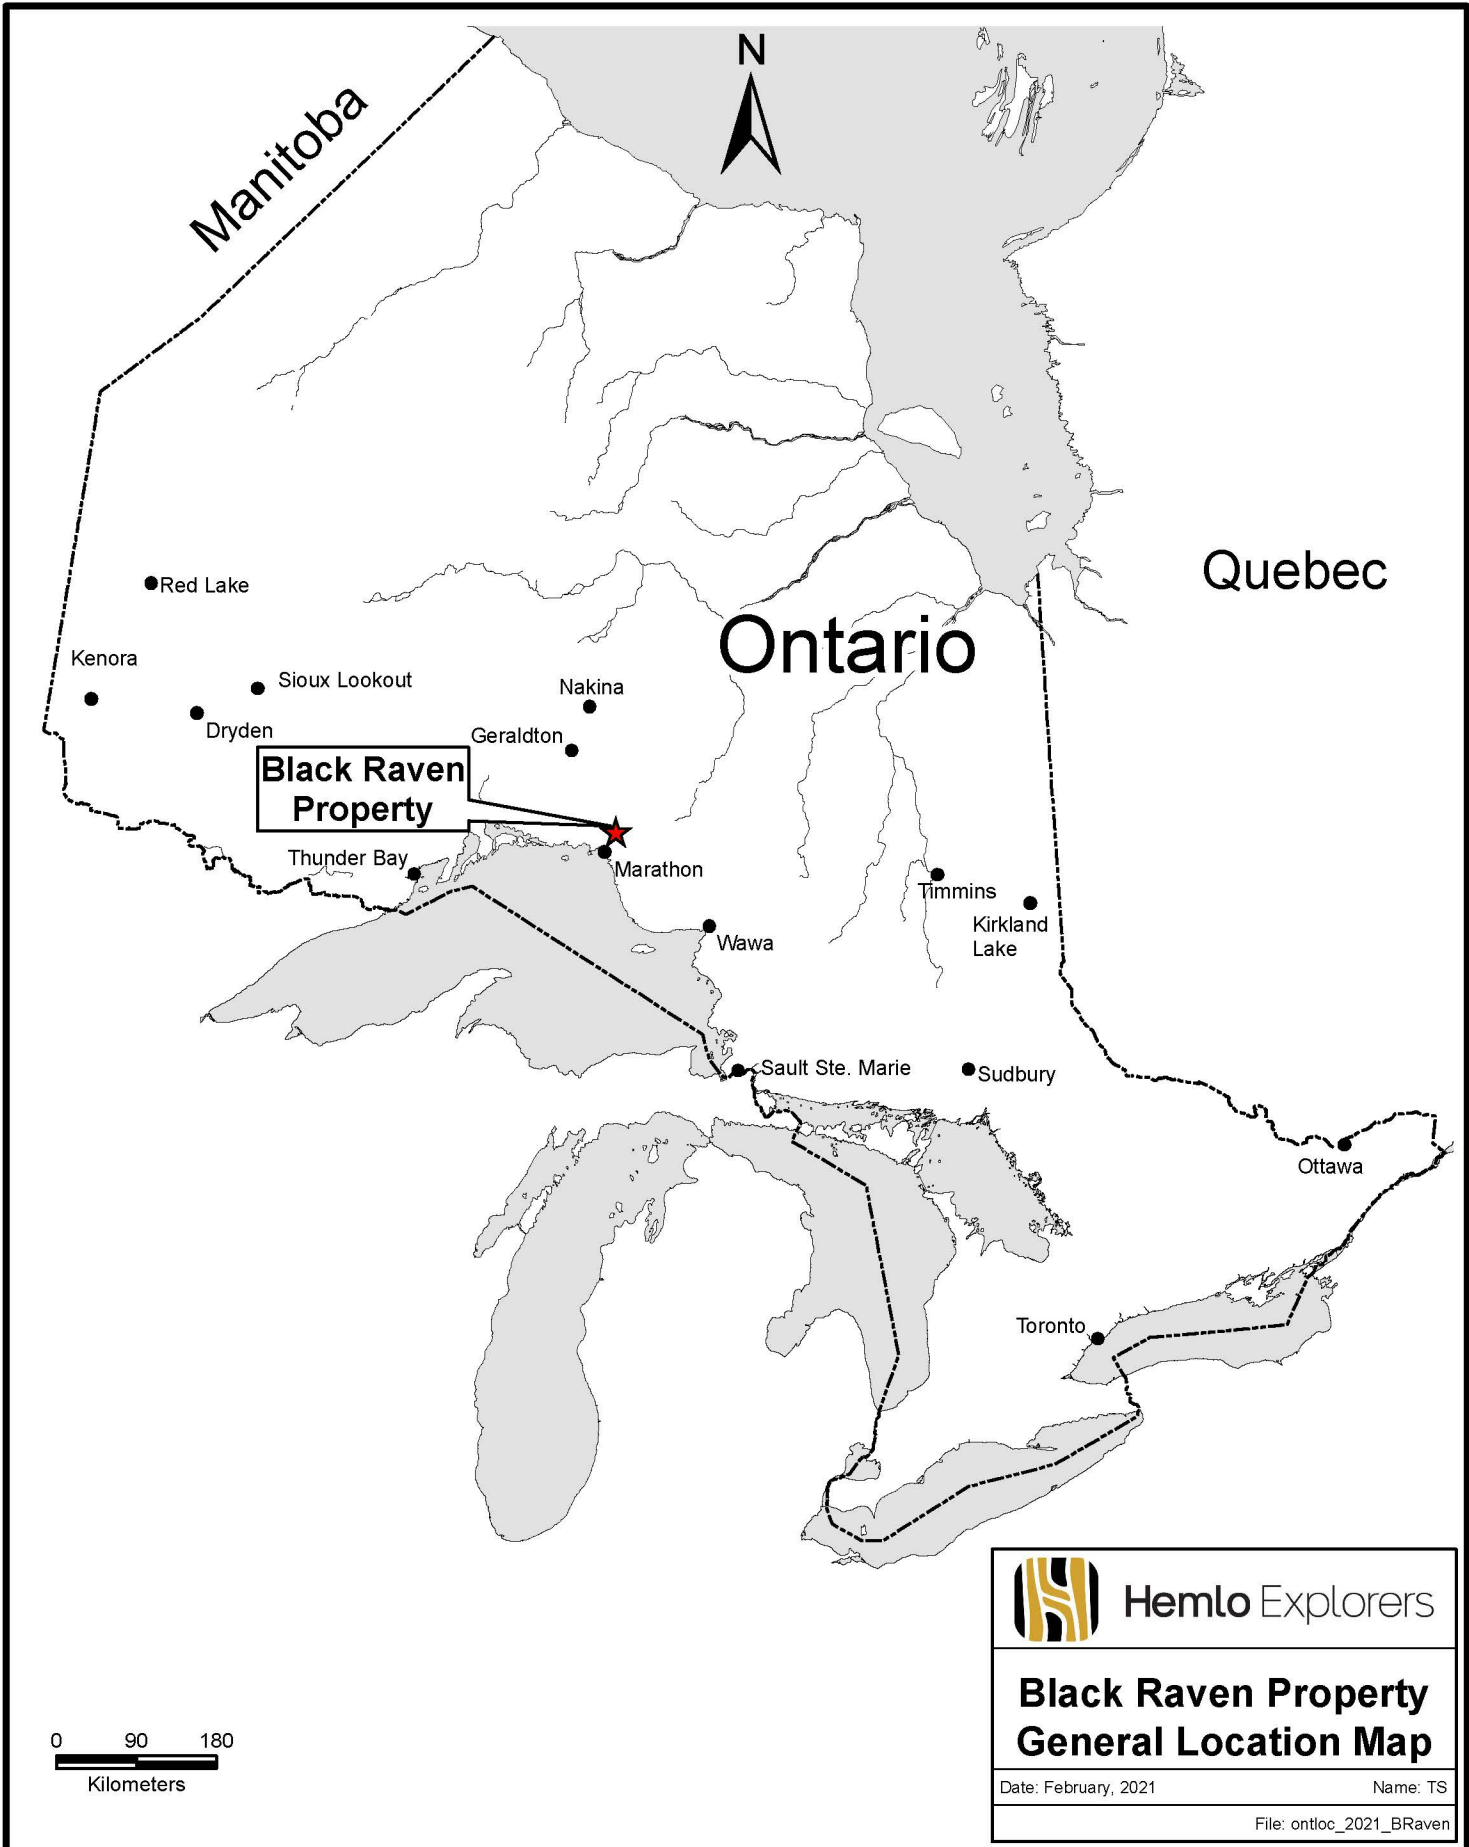 N
Manitoba
Quebec
Ontario
Red Lake
Kenora
Sioux Lookout
Dryden
Nakina
Geraldton
Black Raven
Property
Thunder Bay
Marathon
Wawa
Timmins
Kirkland
Lake
Sault Ste. Marie
Sudbury
Ottawa
Toronto
Hemlo Explorers
Black Raven Property
General Location Map
Date: February, 2021 Name: TS
File: ontloc_2021_BRaven
0 90 180
Kilometers